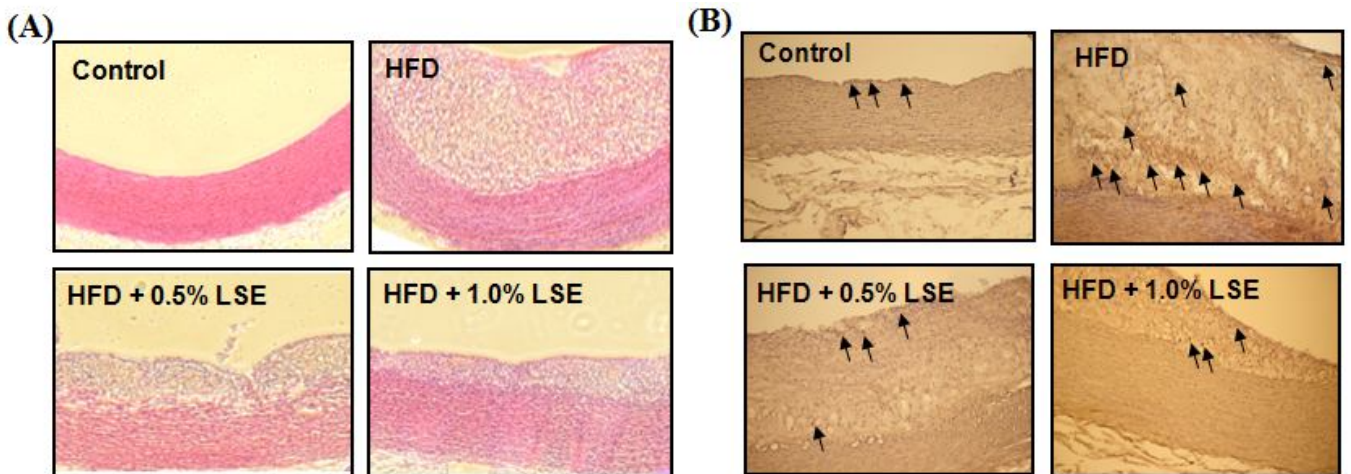 (A)
Control
HFD
HFD + 0.5% LSE
HFD + 1.0% LSE
(B)
Control
HFD
HFD + 0.5% LSE
HFD + 1.0% LSE